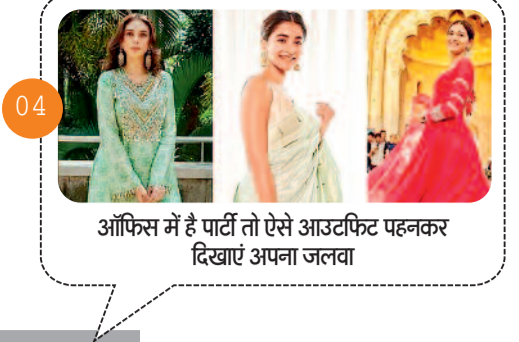 04
ऑफिस में है पार्टी तो ऐसे आउटफिट पहनकर
दिखाएं अपना जलवा